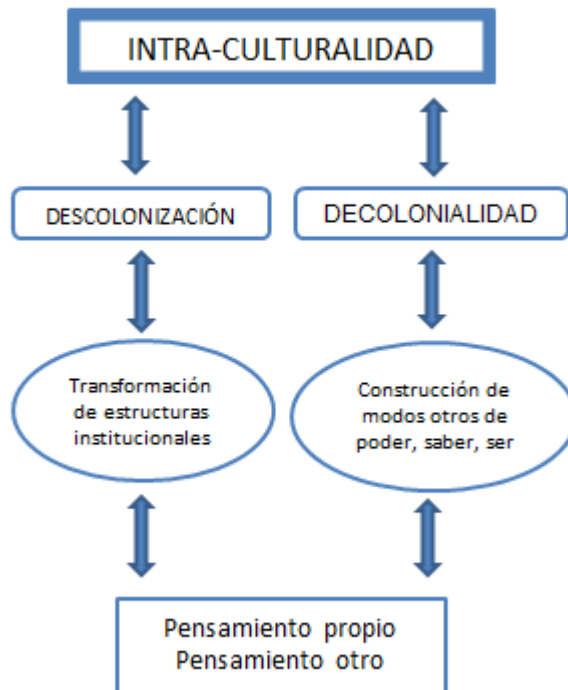 INTRA-CULTURALIDAD
DESCOLONIZACIÓN
DECOLONIALIDAD
Transformación
de estructuras
institucionales
Construcción de
modos otros de
poder, saber, ser
Pensamiento propio
Pensamiento otro